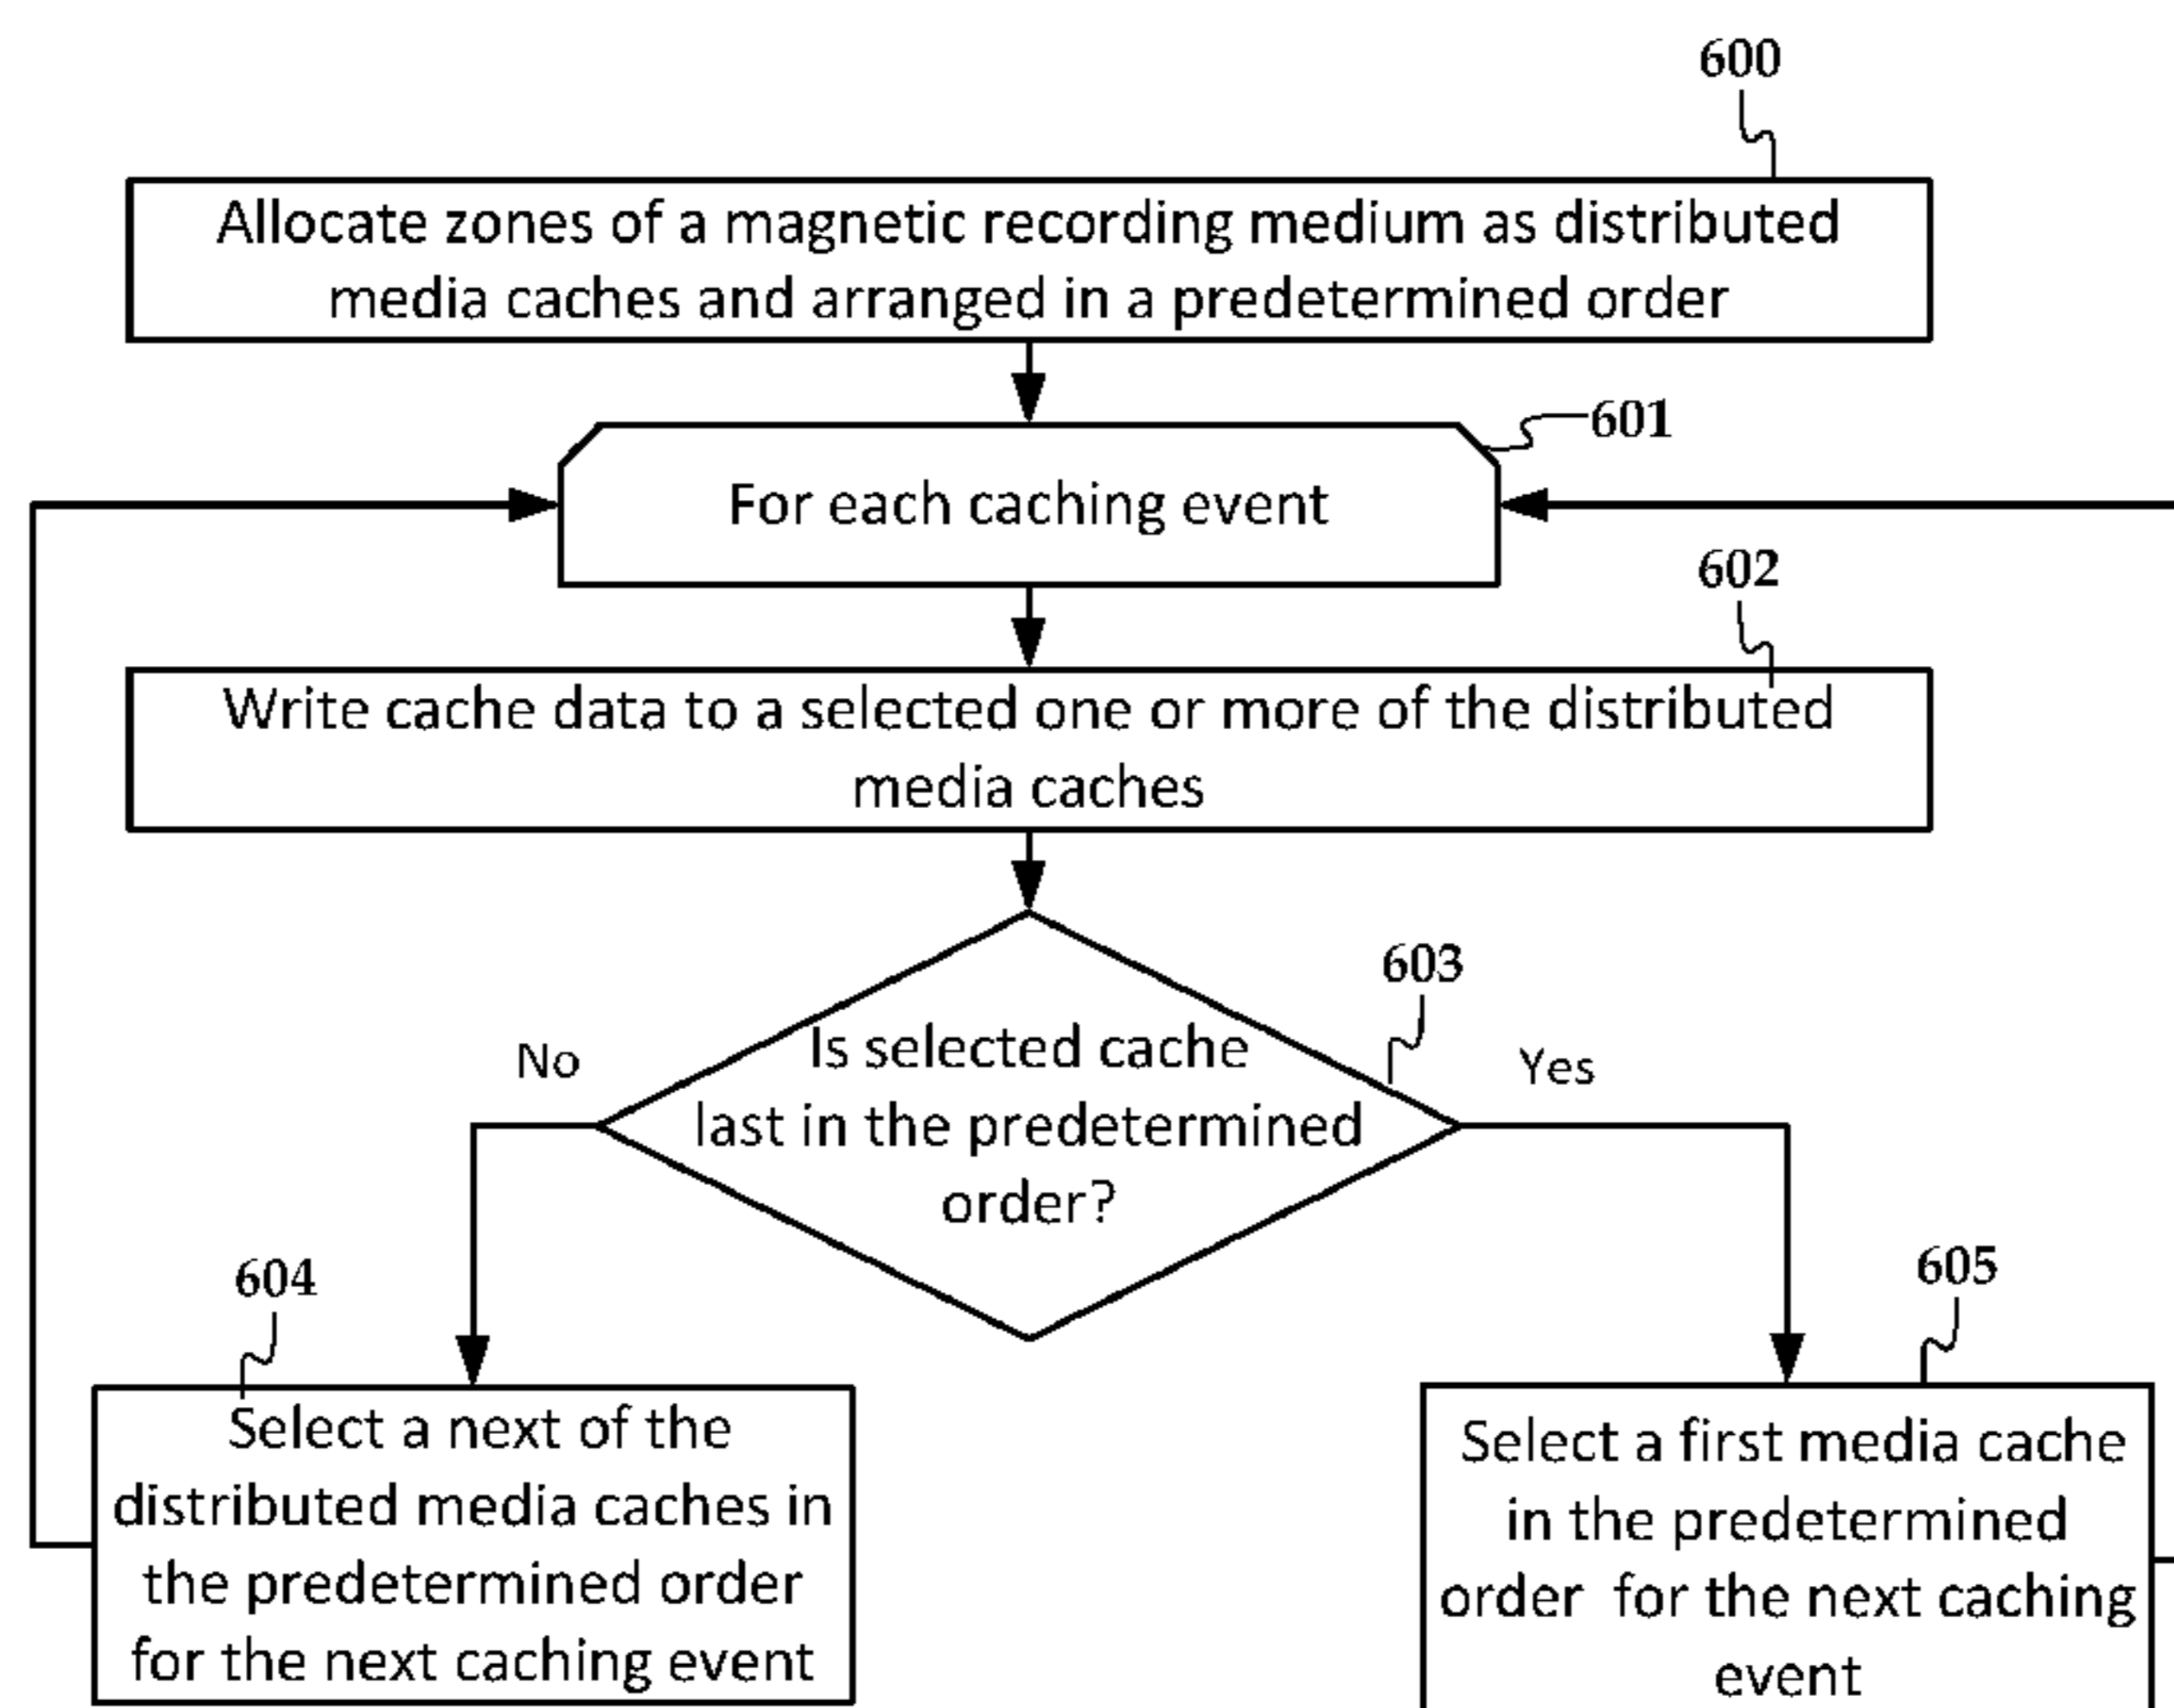 600
Allocate zones of a magnetic recording medium as distributed
media caches and arranged in a predetermined order
601
For each caching event
602
Write cache data to a selected one or more of the distributed
media caches
603
Is selected cache
last in the predetermined
order?
No
Yes
604
Select a next of the
distributed media caches in
the predetermined order
for the next caching event
605
Select a first media cache
in the predetermined
order for the next caching
event